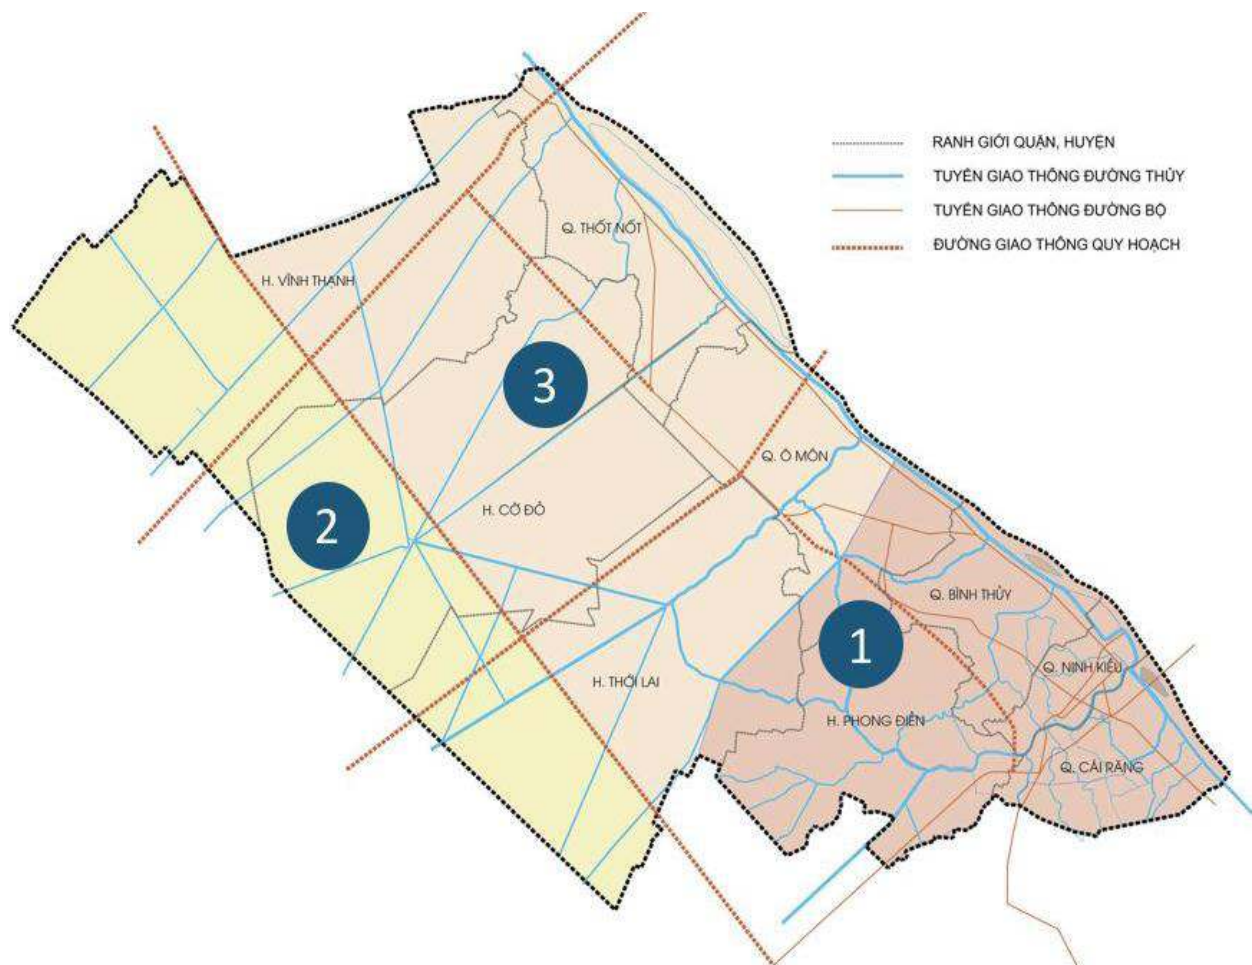 RANH GIỚI QUẬN, HUYỆN
TUYẾN GIAO THÔNG ĐƯỜNG THỦY
TUYẾN GIAO THÔNG ĐƯỜNG BỘ
ĐƯỜNG GIAO THÔNG QUY HOẠCH
Q. THỐT NỐT
H. VĨNH THẠNH
3
Q. Ô MÔN
H. CỜ ĐỎ
2
Q. BÌNH THỦY
1
Q. NINH KIỀU
H. THỚI LAI
H. PHONG ĐIỀN
Q. CÁI RĂNG